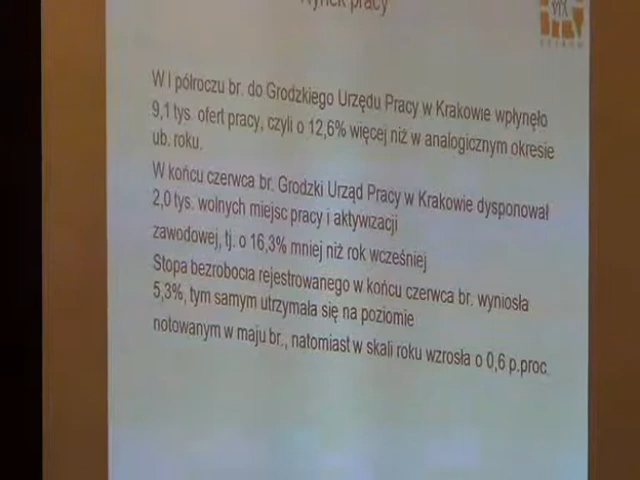 Rynek pracy
W I półroczu br. do Grodzkiego Urzędu Pracy w Krakowie wpłynęło
9,1 tys. ofert pracy, czyli o 12,6% więcej niż w analogicznym okresie
ub. roku.
W końcu czerwca br. Grodzki Urząd Pracy w Krakowie dysponował
2,0 tys. wolnych miejsc pracy i aktywizacji
zawodowej, tj. o 16,3% mniej niż rok wcześniej
Stopa bezrobocia rejestrowanego w końcu czerwca br. wyniosła
5,3%, tym samym utrzymała się na poziomie
notowanym w maju br., natomiast w skali roku wzrosła o 0,6 p.proc.